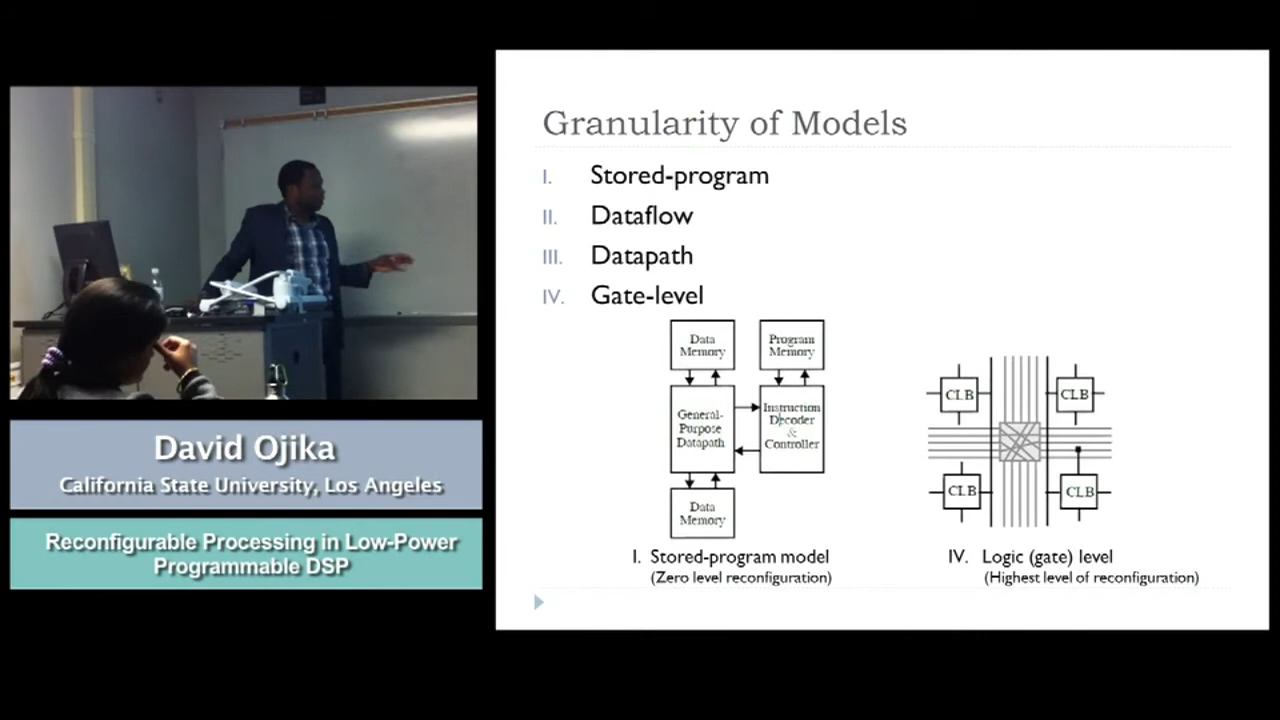 David Ojika
California State University, Los Angeles
Reconfigurable Processing in Low-Power
Programmable DSP
Granularity of Models
I. Stored-program
II. Dataflow
III. Datapath
IV. Gate-level
Data
Memory
Program
Memory
General-
Purpose
Datapath
Instruction
Decoder
&
Controller
Data
Memory
I. Stored-program model
(Zero level reconfiguration)
CLB
CLB
CLB
CLB
IV. Logic (gate) level
(Highest level of reconfiguration)